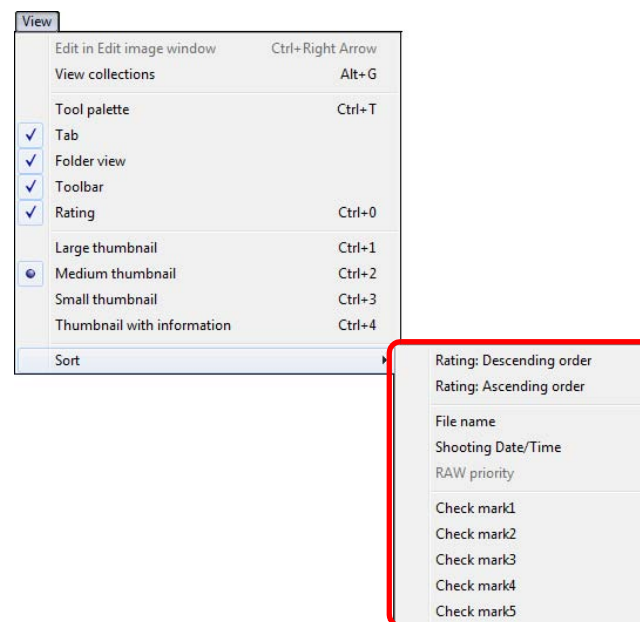 View
Edit in Edit image window Ctrl+Right Arrow
View collections Alt+G
Tool palette Ctrl+T
Tab
Folder view
Toolbar
Rating Ctrl+0
Large thumbnail Ctrl+1
Medium thumbnail Ctrl+2
Small thumbnail Ctrl+3
Thumbnail with information Ctrl+4
Sort
Rating: Descending order
Rating: Ascending order
File name
Shooting Date/Time
RAW priority
Check mark1
Check mark2
Check mark3
Check mark4
Check mark5